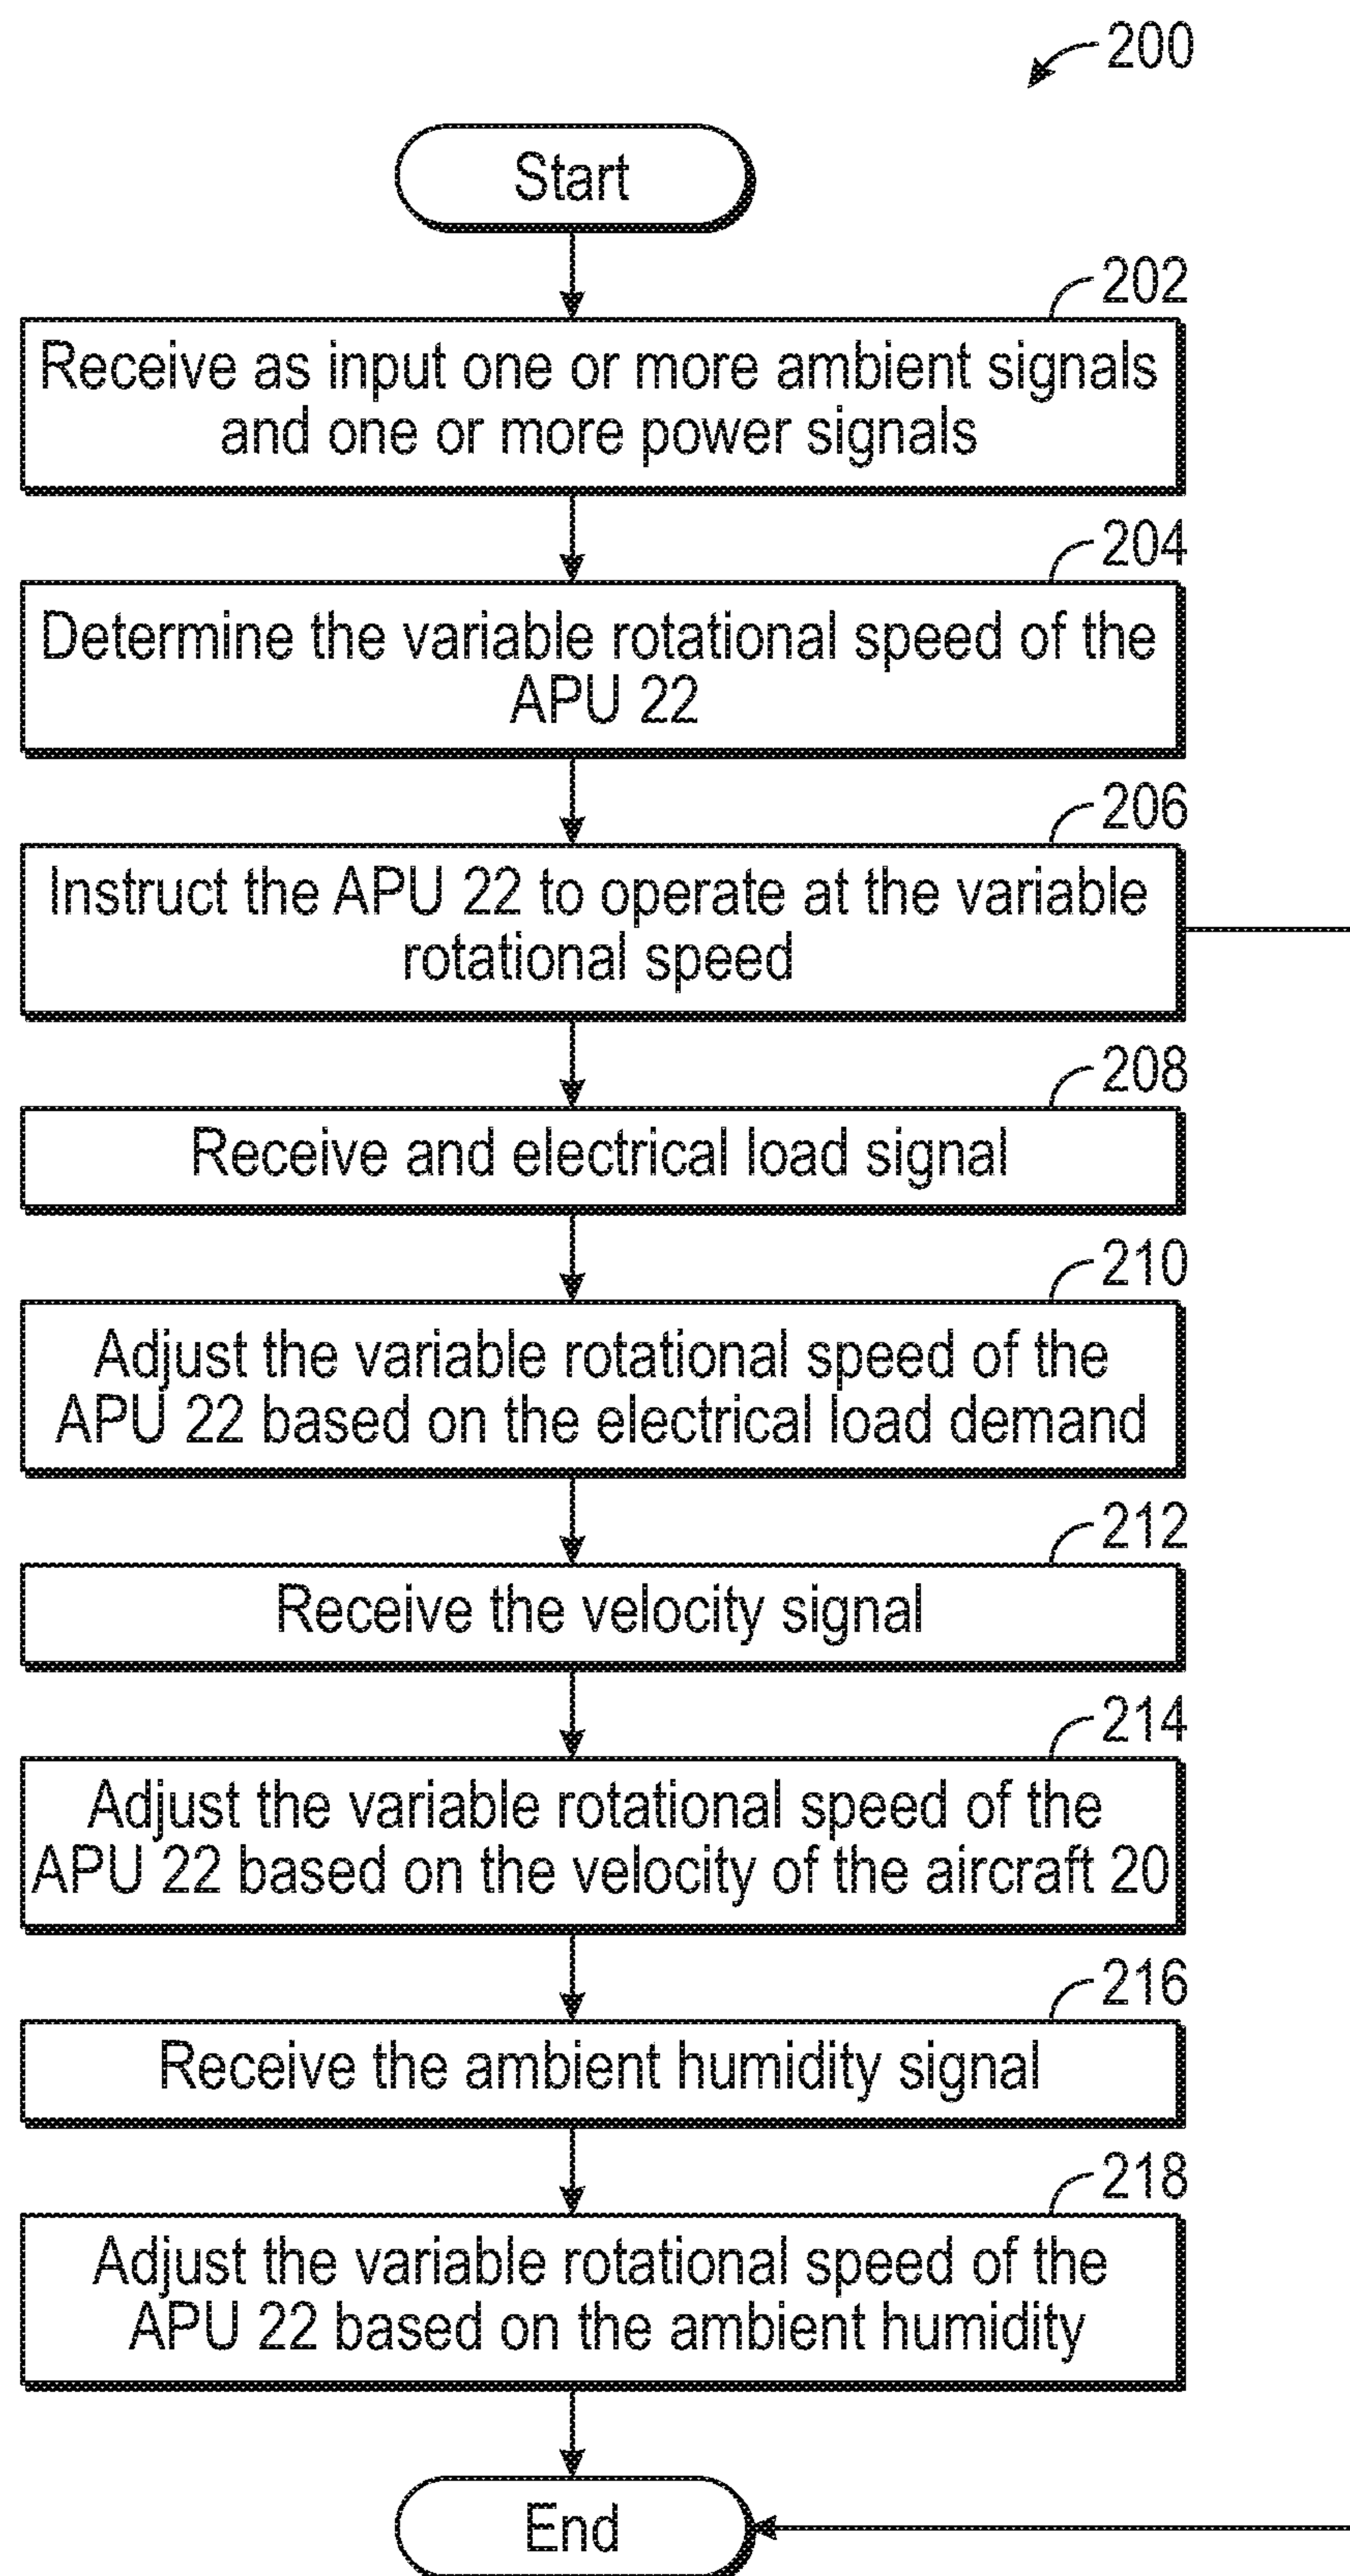 200
Start
202
Receive as input one or more ambient signals
and one or more power signals
204
Determine the variable rotational speed of the
APU 22
206
Instruct the APU 22 to operate at the variable
rotational speed
208
Receive and electrical load signal
210
Adjust the variable rotational speed of the
APU 22 based on the electrical load demand
212
Receive the velocity signal
214
Adjust the variable rotational speed of the
APU 22 based on the velocity of the aircraft 20
216
Receive the ambient humidity signal
218
Adjust the variable rotational speed of the
APU 22 based on the ambient humidity
End